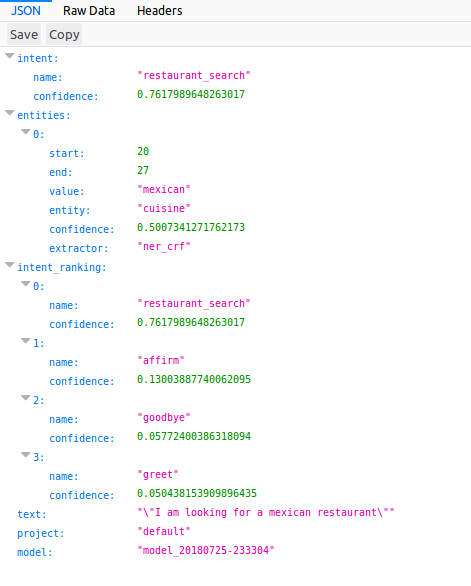 JSON Raw Data Headers
Save Copy
intent:
name: "restaurant_search"
confidence: 0.7617989648263017
entities:
0:
start: 20
end: 27
value: "mexican"
entity: "cuisine"
confidence: 0.5007341271762173
extractor: "ner_crf"
intent_ranking:
0:
name: "restaurant_search"
confidence: 0.7617989648263017
1:
name: "affirm"
confidence: 0.13003887740062095
2:
name: "goodbye"
confidence: 0.05772400386318094
3:
name: "greet"
confidence: 0.050438153909896435
text: "\"I am looking for a mexican restaurant\""
project: "default"
model: "model_20180725-233304"